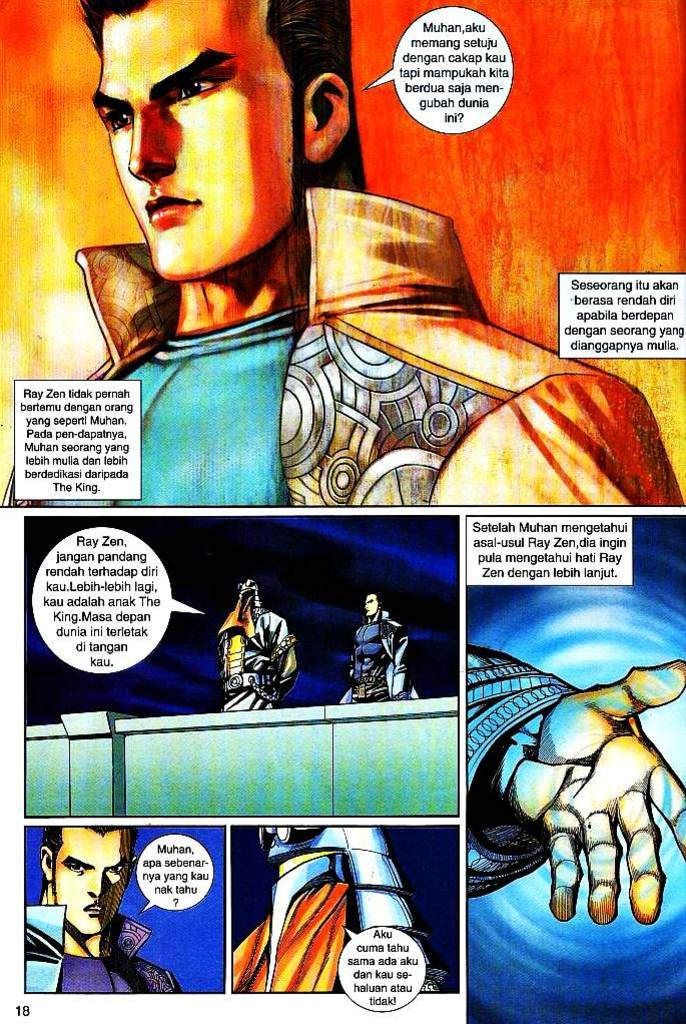 Muhan,aku
memang setuju
dengan cakap kau
tapi mampukah kita
berdua saja men-
gubah dunia
ini?
Seseorang itu akan
berasa rendah diri
apabila berdepan
dengan seorang yang
dianggapnya mulia.
Ray Zen tidak pernah
bertemu dengan orang
yang seperti Muhan.
Pada pen-dapatnya,
Muhan seorang yang
lebih mulia dan lebih
berdedikasi daripada
The King.
Ray Zen,
jangan pandang
rendah terhadap diri
kau.Lebih-lebih lagi,
kau adalah anak The
King.Masa depan
dunia ini terletak
di tangan
kau.
Setelah Muhan mengetahui
asal-usul Ray Zen,dia ingin
pula mengetahui hati Ray
Zen dengan lebih lanjut.
Muhan,
apa sebenar-
nya yang kau
nak tahu
?
Aku
cuma tahu
sama ada aku
dan kau se-
haluan atau
tidak!
18